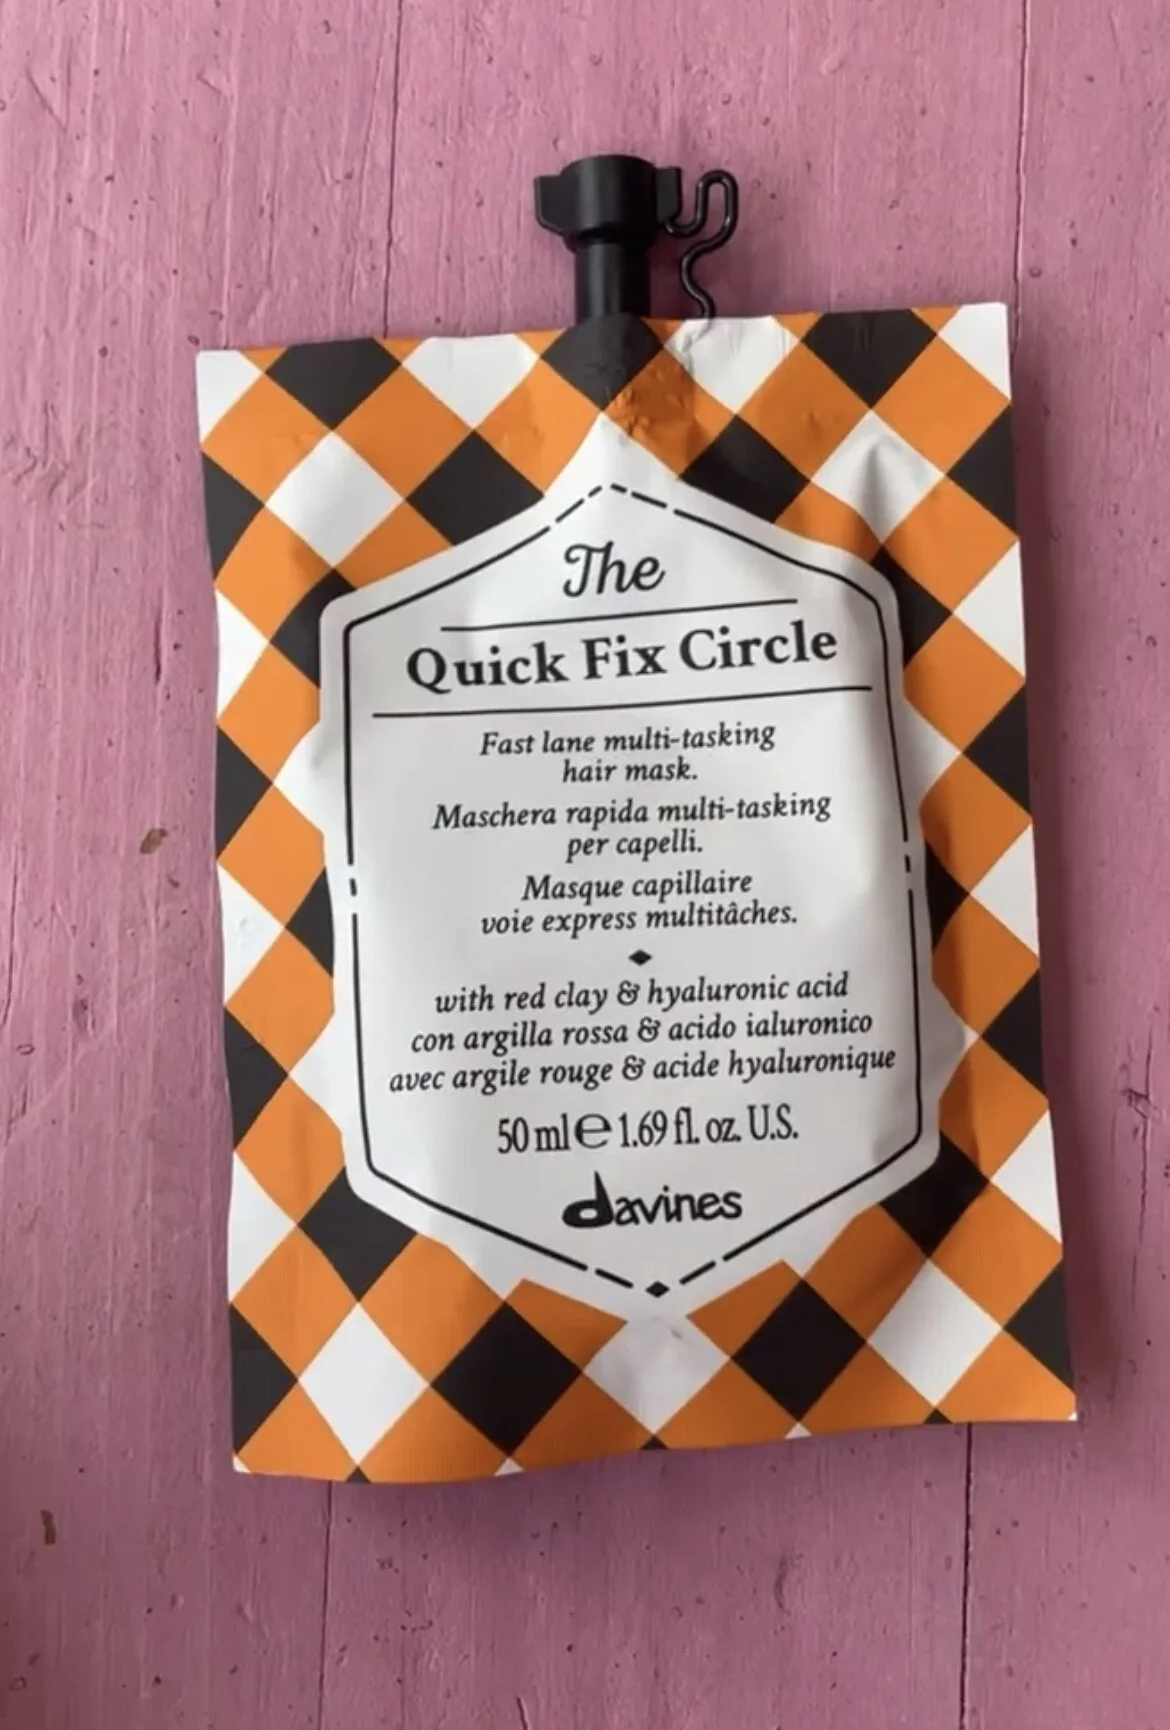 The
Quick Fix Circle
Fast lane multi-tasking
hair mask.
Maschera rapida multi-tasking
per capelli.
Masque capillaire
voie express multitâches.
with red clay & hyaluronic acid
con argilla rossa & acido ialuronico
avec argile rouge & acide hyaluronique
50 ml ℮ 1.69 fl. oz. U.S.
davines